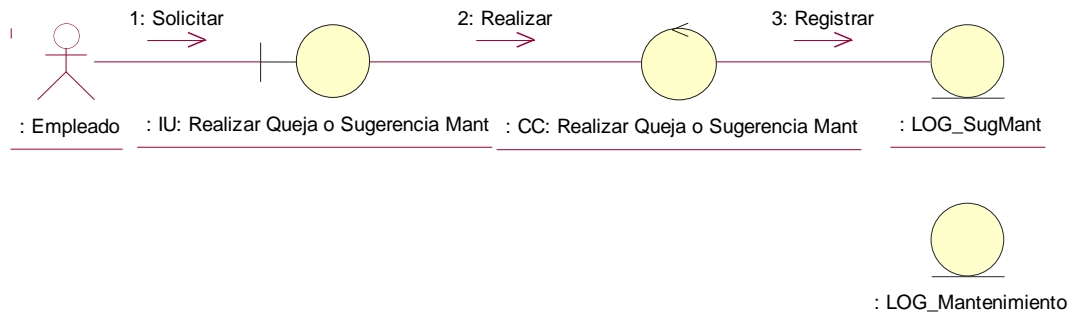 1: Solicitar
2: Realizar
3: Registrar
: Empleado
: IU: Realizar Queja o Sugerencia Mant
: CC: Realizar Queja o Sugerencia Mant
: LOG_SugMant
: LOG_Mantenimiento